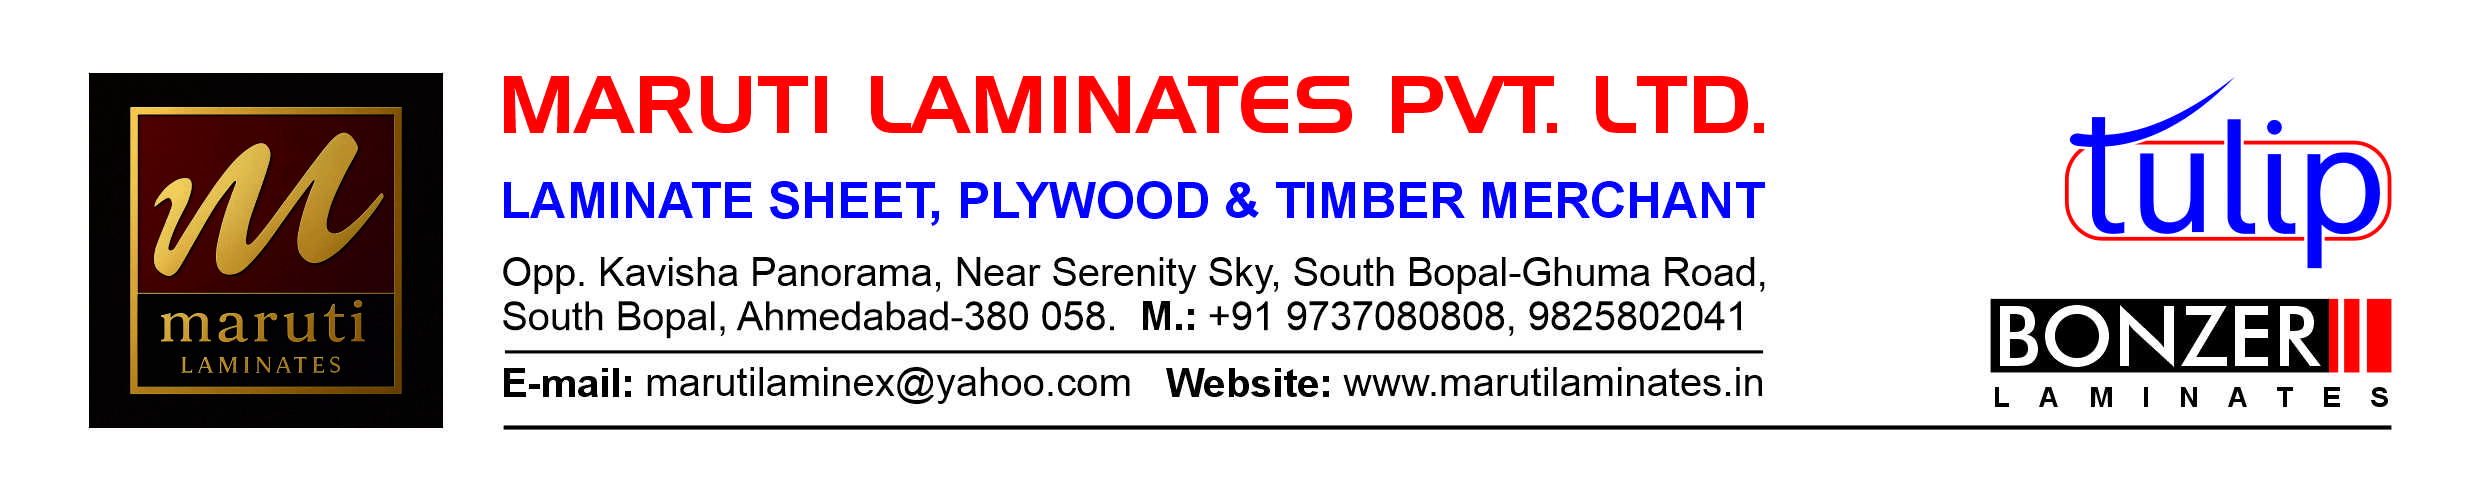 m
maruti
LAMINATES
MARUTI LAMINATES PVT. LTD.
LAMINATE SHEET, PLYWOOD & TIMBER MERCHANT
Opp. Kavisha Panorama, Near Serenity Sky, South Bopal-Ghuma Road,
South Bopal, Ahmedabad-380 058. M.: +91 9737080808, 9825802041
E-mail: marutilaminex@yahoo.com Website: www.marutilaminates.in
tulip
BONZER
LAMINATES